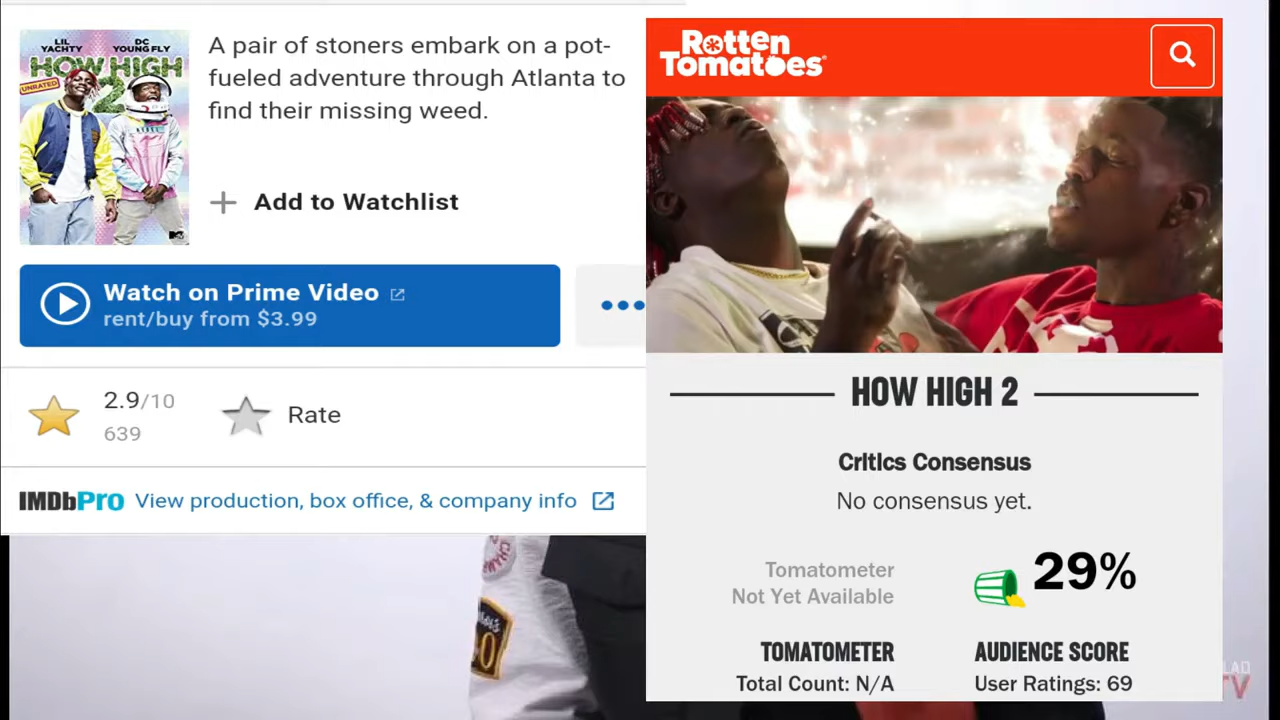 LIL
YACHTY
DC
YOUNG FLY
HOW HIGH
2
UNRATED
A pair of stoners embark on a pot-
fueled adventure through Atlanta to
find their missing weed.
+ Add to Watchlist
Watch on Prime Video
rent/buy from $3.99
2.9/10
639
Rate
IMDbPro View production, box office, & company info
Rotten
Tomatoes
HOW HIGH 2
Critics Consensus
No consensus yet.
Tomatometer
Not Yet Available
29%
TOMATOMETER
Total Count: N/A
AUDIENCE SCORE
User Ratings: 69
TV